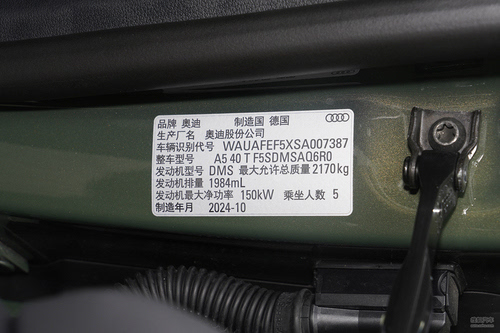 品牌 奥迪 制造国 德国
生产厂名 奥迪股份公司
车辆识别代号 WAUAFEF5XSA007387
整车型号 A5 40 T F5SDMSAQ6R0
发动机型号 DMS 最大允许总质量 2170kg
发动机排量 1984mL
发动机最大净功率 150kW 乘坐人数 5
制造年月 2024-10